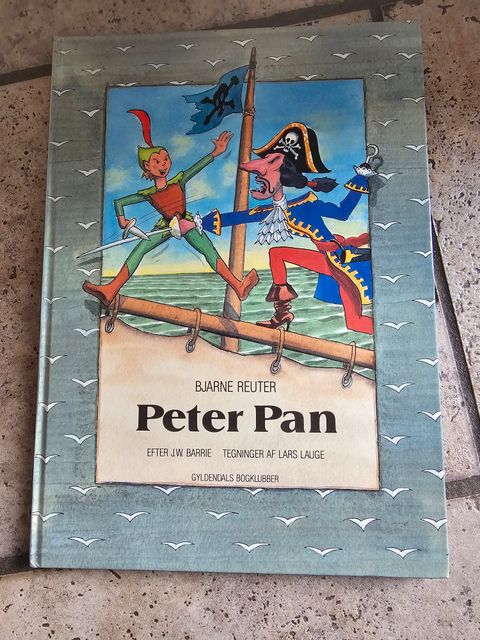 BJARNE REUTER
Peter Pan
EFTER J.W. BARRIE TEGNINGER AF LARS LAUGE
GYLDENDALS BOGKLUBBER